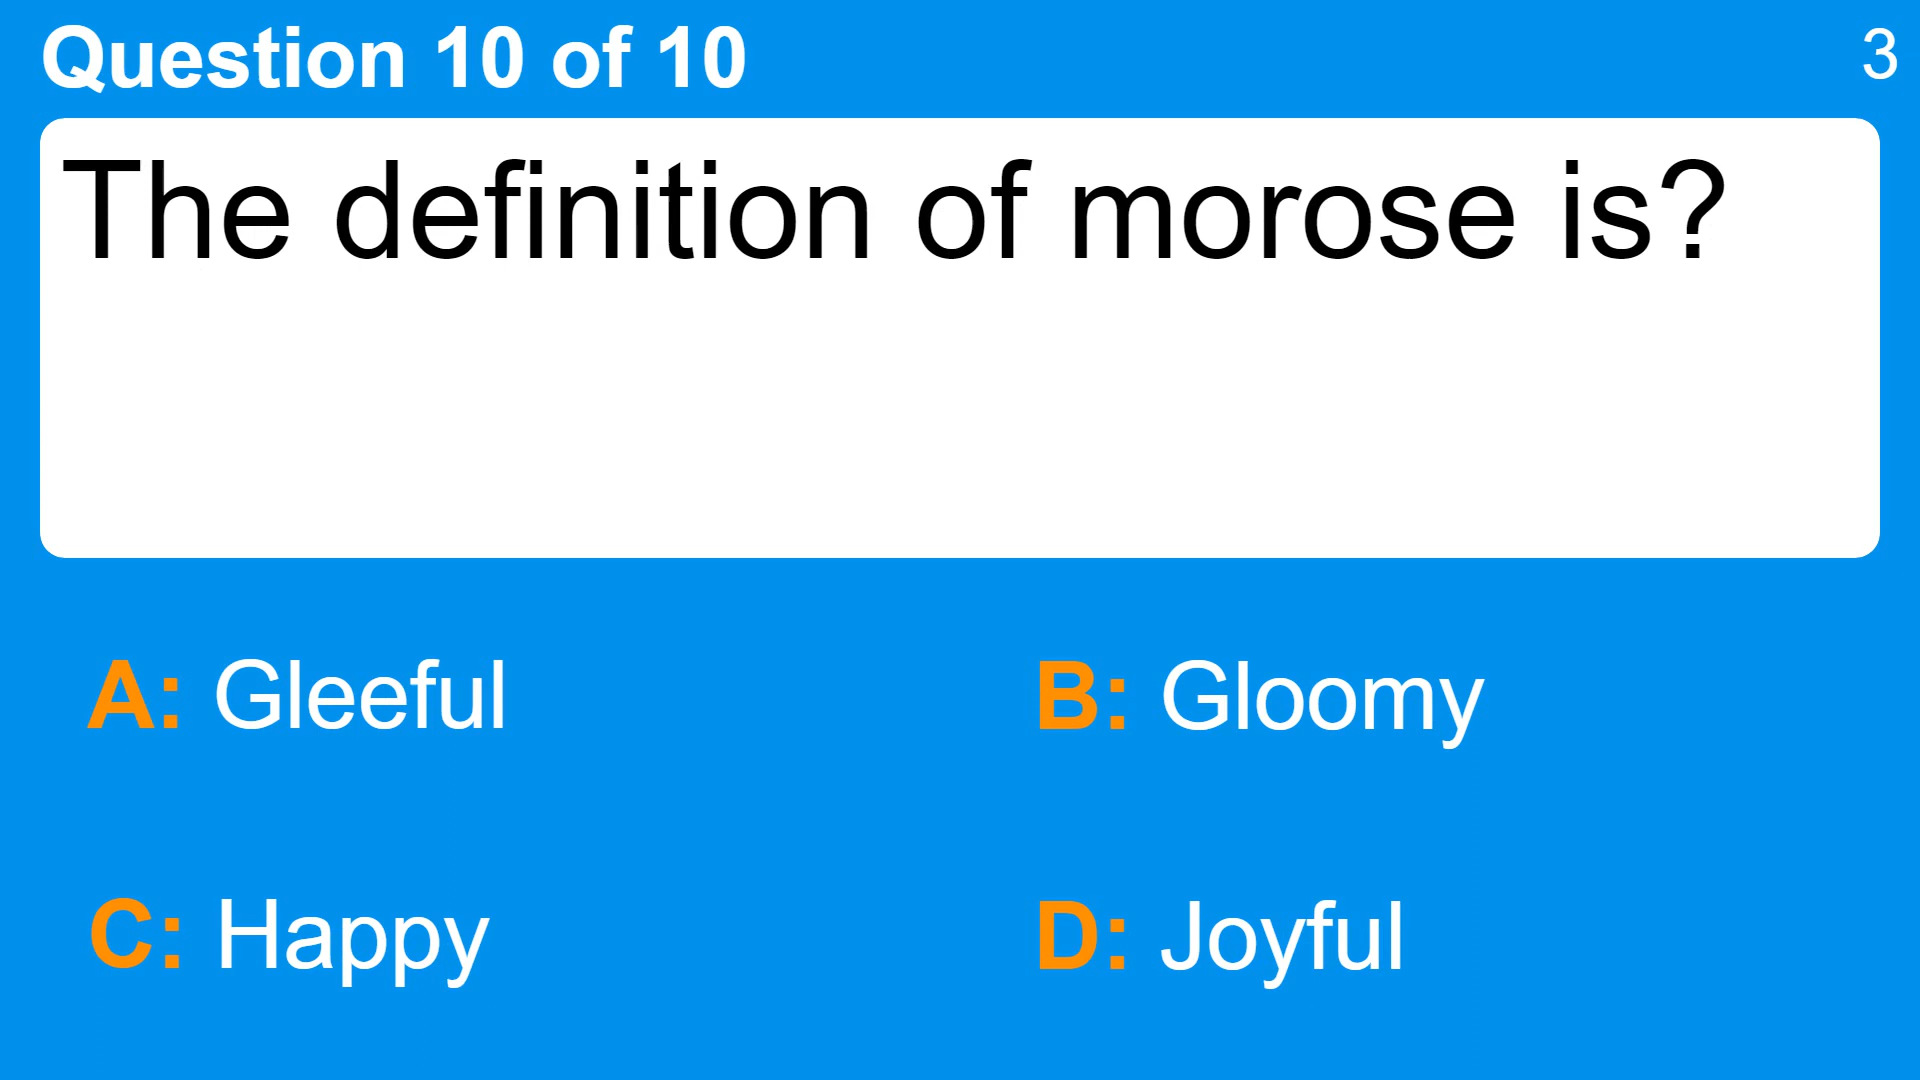 Question 10 of 10
3
The definition of morose is?
A: Gleeful
B: Gloomy
C: Happy
D: Joyful